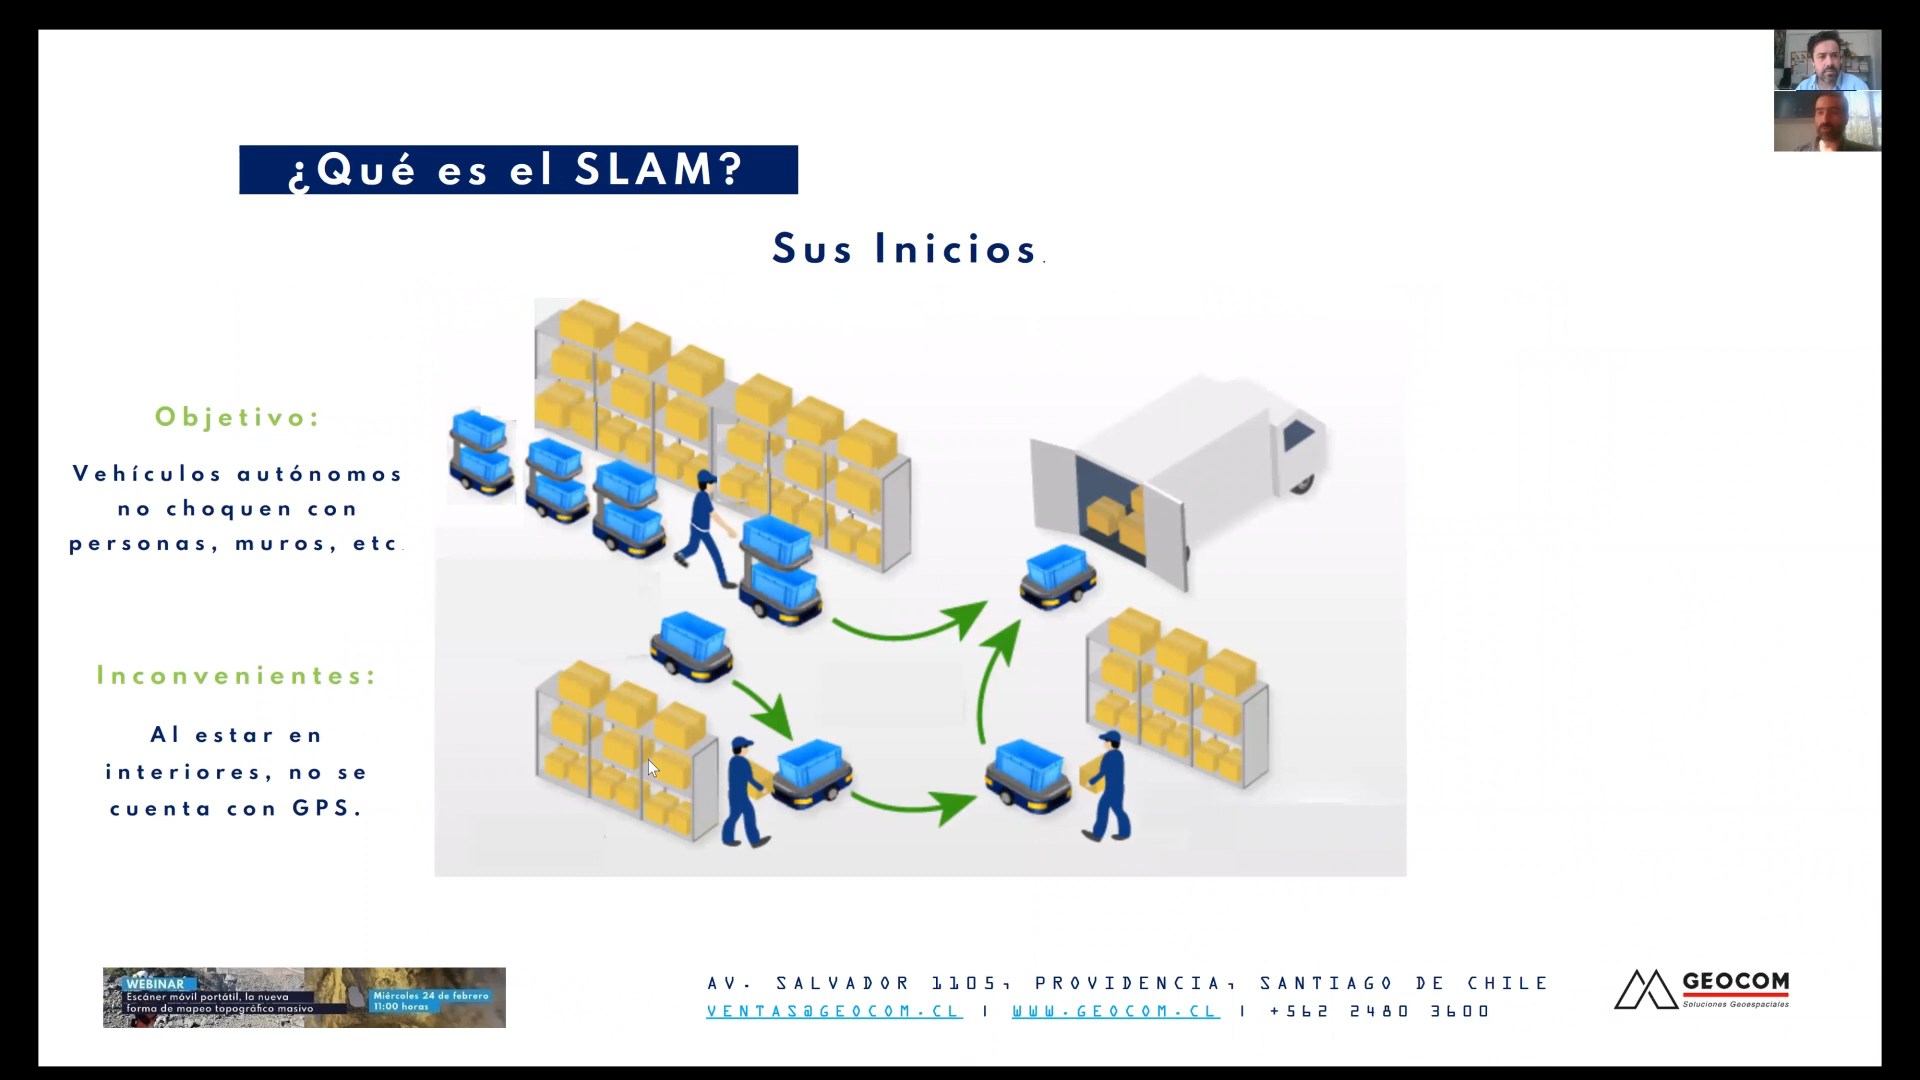 ¿Qué es el SLAM?
Sus Inicios.
Objetivo:
Vehículos autónomos
no choquen con
personas, muros, etc.
Inconvenientes:
Al estar en
interiores, no se
cuenta con GPS.
WEBINAR
Escáner móvil portátil, la nueva
forma de mapeo topográfico masivo
Miércoles 24 de febrero
11:00 horas
AV. SALVADOR 1105, PROVIDENCIA, SANTIAGO DE CHILE
VENTAS@GEOCOM.CL | WWW.GEOCOM.CL | +562 2480 3600
GEOCOM
Soluciones Geoespaciales